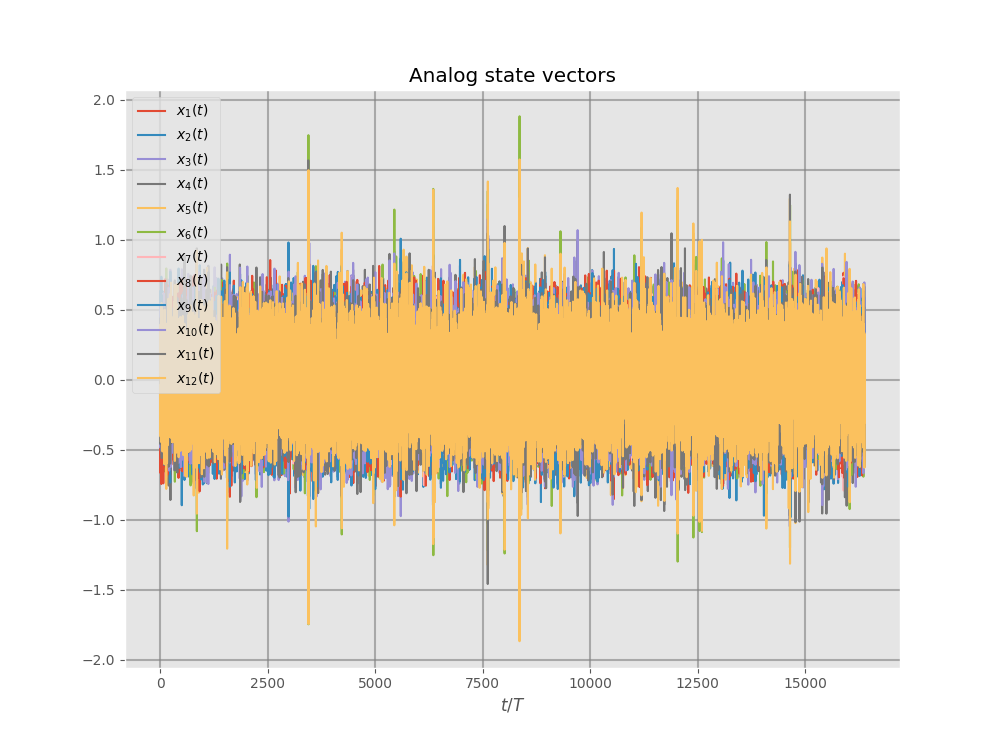 Analog state vectors
2.0
1.5
1.0
0.5
0.0
−0.5
−1.0
−1.5
−2.0
x₁(t)
x₂(t)
x₃(t)
x₄(t)
x₅(t)
x₆(t)
x₇(t)
x₈(t)
x₉(t)
x₁₀(t)
x₁₁(t)
x₁₂(t)
0 2500 5000 7500 10000 12500 15000
t/T